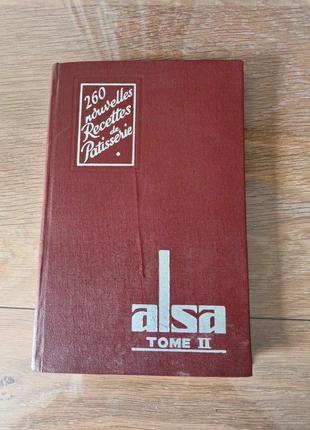 260
nouvelles
Recettes
de
Patisserie
alsa
TOME II